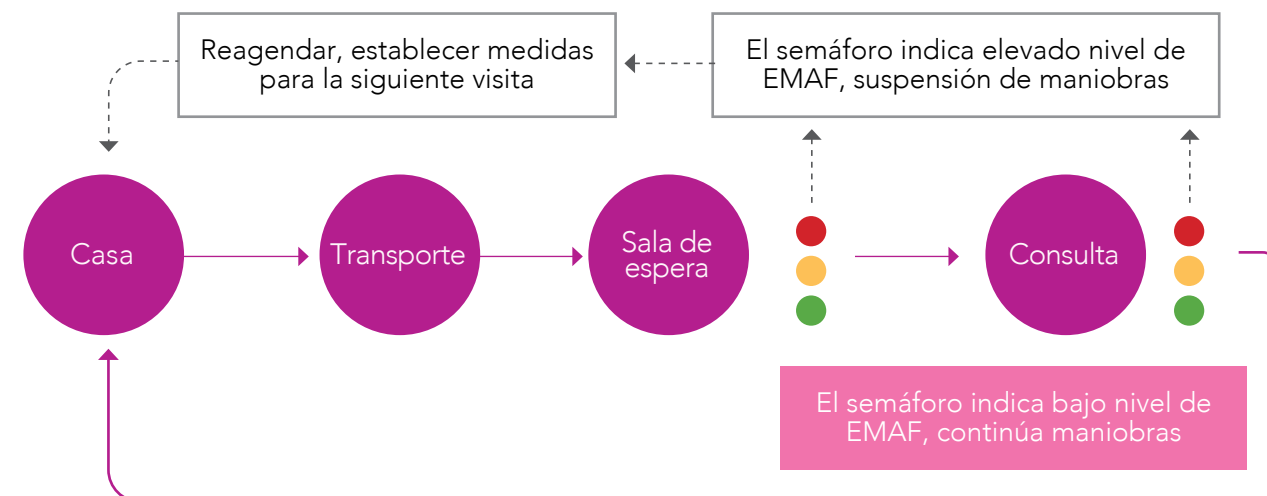 Reagendar, establecer medidas
para la siguiente visita
El semáforo indica elevado nivel de
EMAF, suspensión de maniobras
Casa
Transporte
Sala de
espera
Consulta
El semáforo indica bajo nivel de
EMAF, continúa maniobras